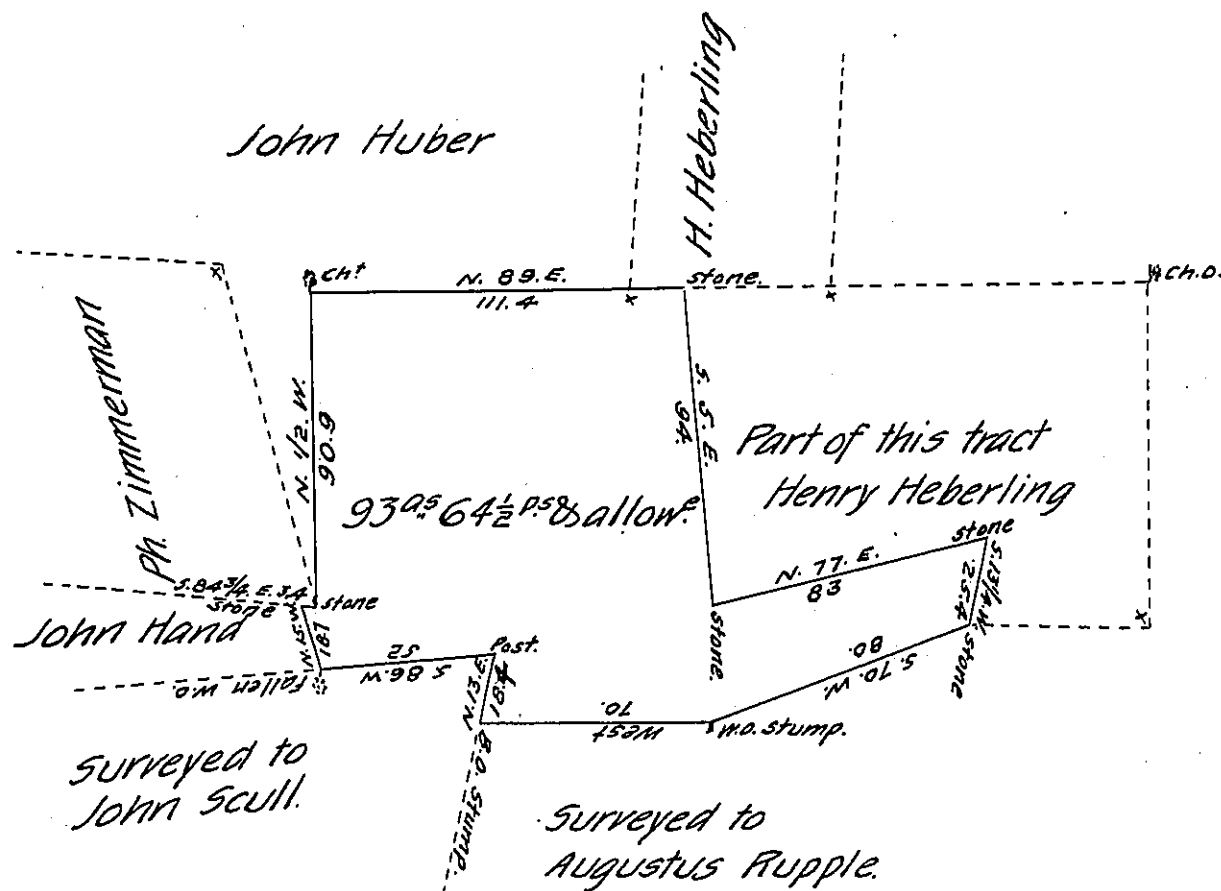 H. Heberling
John Huber
Ch.t
N. 89. E.
111.4
stone.
Ch.O.
Ph. Zimmerman
N. 1/2. W.
90.9
S. 5. E.
94.
Part of this tract
Henry Heberling
93 a.s 64 1/2 p.s & allow.e
stone
N. 77. E.
83
S. 13 1/4. W.
25.4
stone
S. 84 3/4. E. 3.4
stone
stone
John Hand
N. 15. W.
18.7
Fallen W.O.
S. 86. W.
52
Post.
N. 13. E.
18.4
B.O. Stump.
West
70.
stone.
S. 70. W.
80.
W.O. Stump.
Surveyed to
John Scull.
Surveyed to
Augustus Rupple.